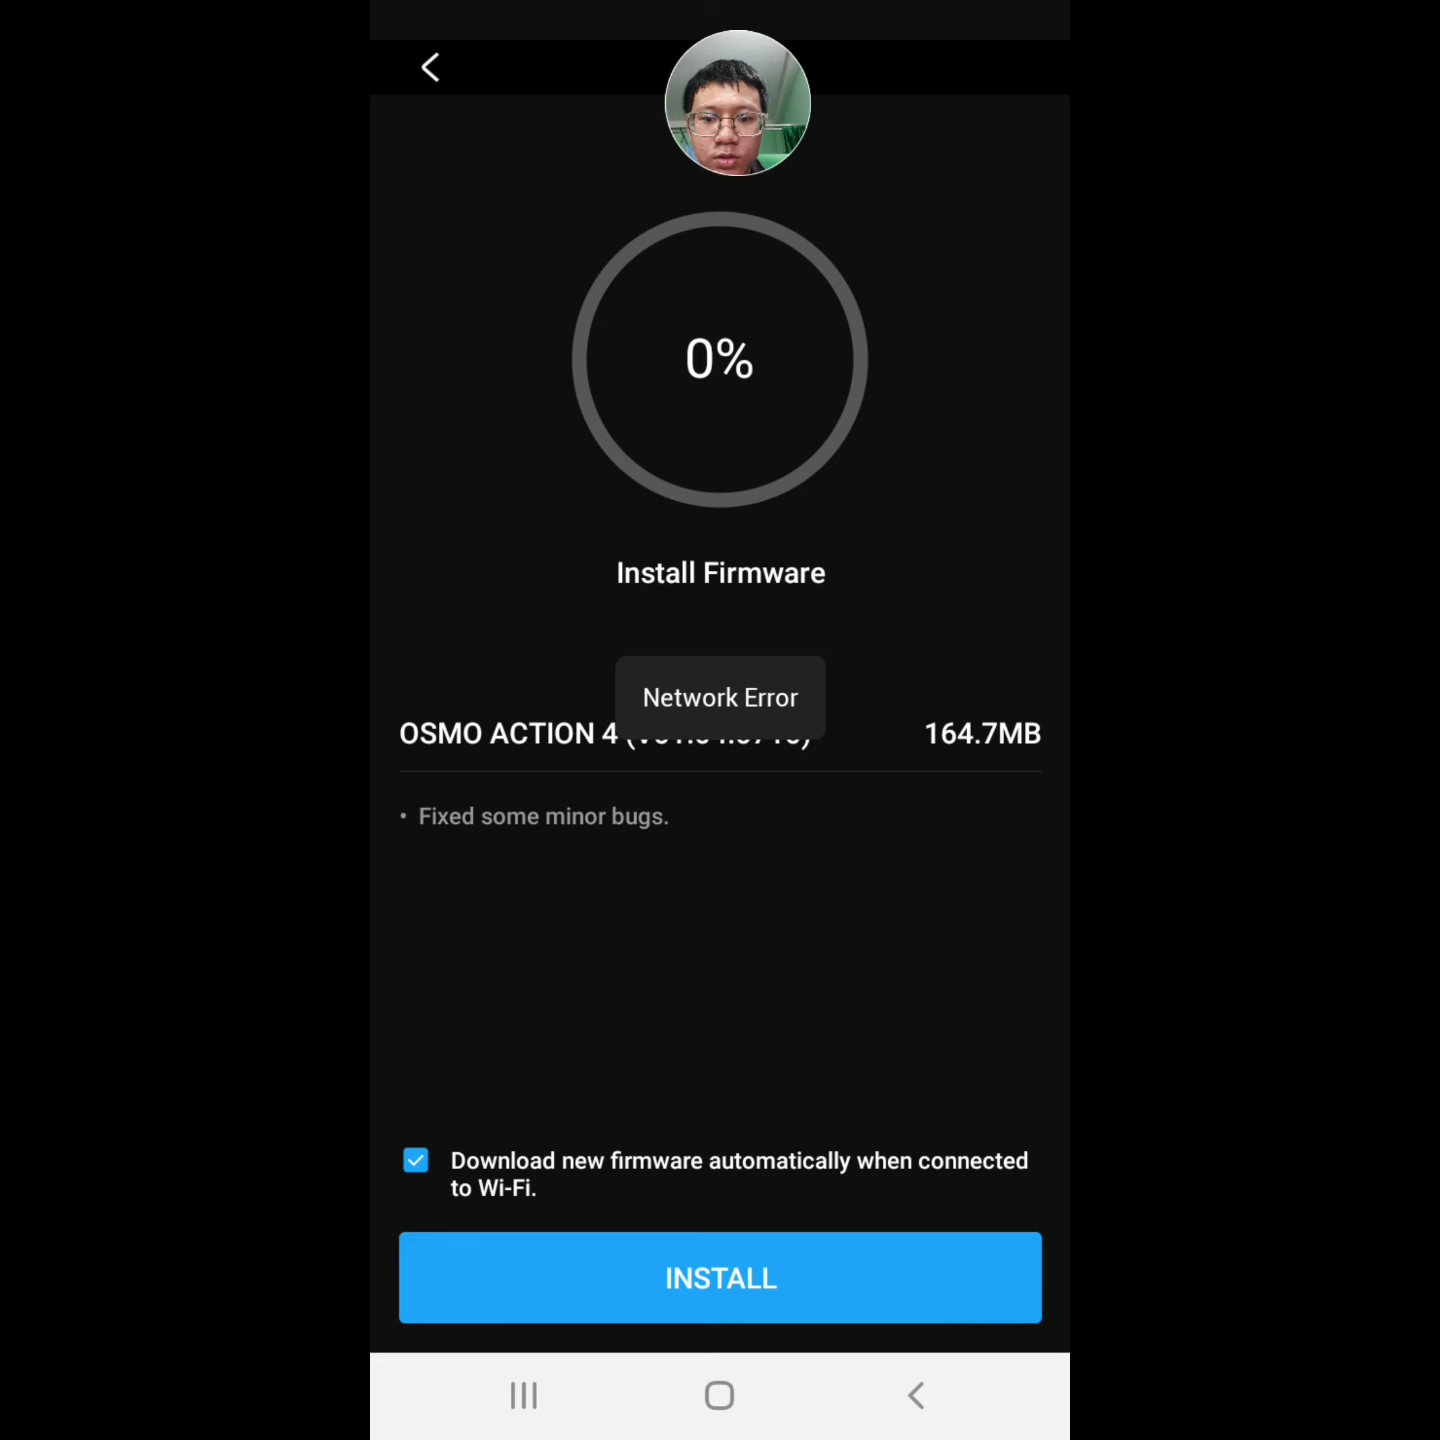 0%
Install Firmware
Network Error
OSMO ACTION 4
164.7MB
• Fixed some minor bugs.
Download new firmware automatically when connected
to Wi-Fi.
INSTALL